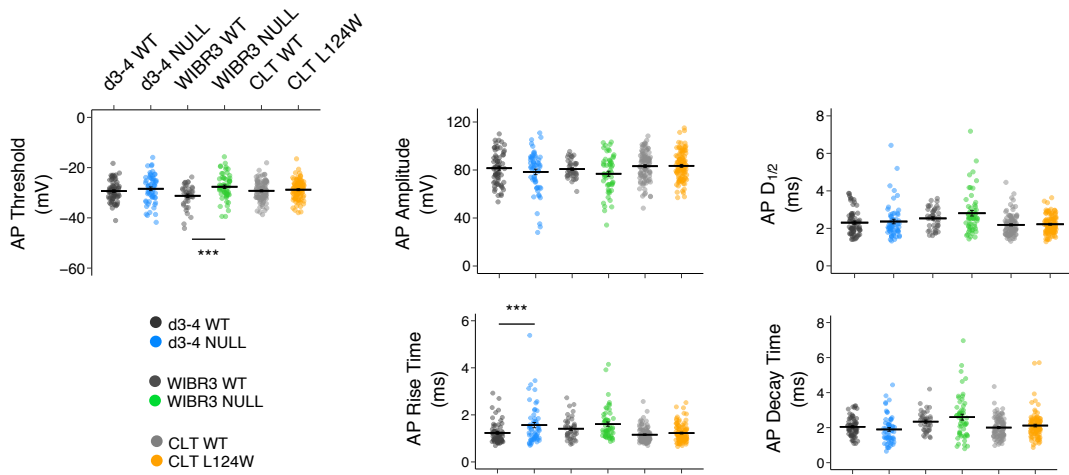 d3-4 WT
d3-4 NULL
WIBR3 WT
WIBR3 NULL
CLT WT
CLT L124W
AP Threshold
(mV)
0
−20
−40
−60
***
AP Amplitude
(mV)
120
80
40
0
AP D1/2
(ms)
8
6
4
2
0
d3-4 WT
d3-4 NULL
WIBR3 WT
WIBR3 NULL
CLT WT
CLT L124W
AP Rise Time
(ms)
6
4
2
0
***
AP Decay Time
(ms)
8
6
4
2
0